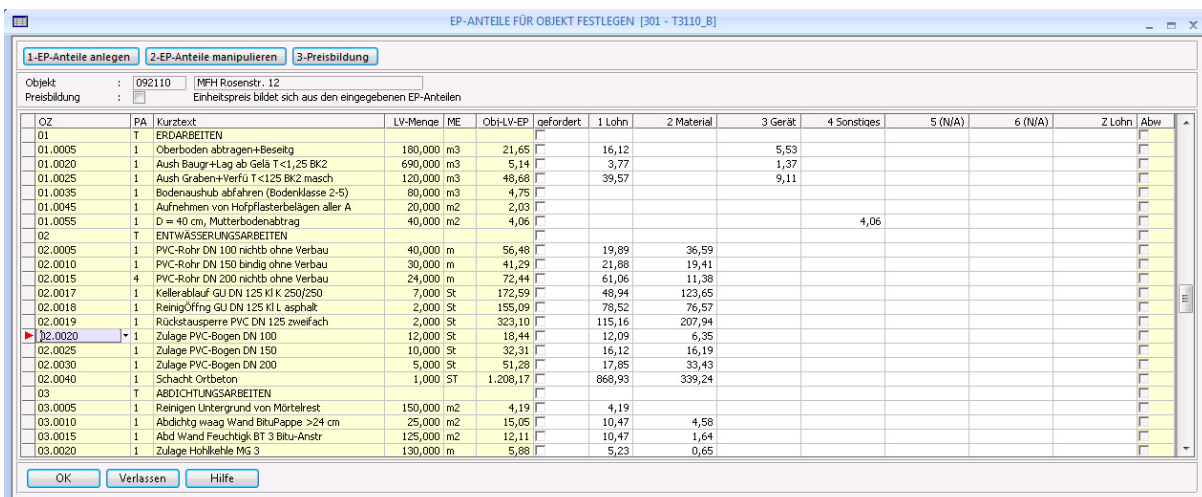 EP-ANTEILE FÜR OBJEKT FESTLEGEN [301 - T3110_B]
1-EP-Anteile anlegen 2-EP-Anteile manipulieren 3-Preisbildung
Objekt : 092110 MFH Rosenstr. 12
Preisbildung : Einheitspreis bildet sich aus den eingegebenen EP-Anteilen
OZ PA Kurztext LV-Menge ME Obj-LV-EP gefordert 1 Lohn 2 Material 3 Gerät 4 Sonstiges 5 (N/A) 6 (N/A) Z Lohn Abw
01 T ERDARBEITEN
01.0005 1 Oberboden abtragen+Beseitg 180,000 m3 21,65 16,12 5,53
01.0020 1 Aush Baugr+Lag ab Gelä T<1,25 BK2 690,000 m3 5,14 3,77 1,37
01.0025 1 Aush Graben+Verfü T<125 BK2 masch 120,000 m3 48,68 39,57 9,11
01.0035 1 Bodenaushub abfahren (Bodenklasse 2-5) 80,000 m3 4,75
01.0045 1 Aufnehmen von Hofpflasterbelägen aller A 20,000 m2 2,03
01.0055 1 D = 40 cm, Mutterbodenabtrag 40,000 m2 4,06 4,06
02 T ENTWÄSSERUNGSARBEITEN
02.0005 1 PVC-Rohr DN 100 nichtb ohne Verbau 40,000 m 56,48 19,89 36,59
02.0010 1 PVC-Rohr DN 150 bindig ohne Verbau 30,000 m 41,29 21,88 19,41
02.0015 4 PVC-Rohr DN 200 nichtb ohne Verbau 24,000 m 72,44 61,06 11,38
02.0017 1 Kellerablauf GU DN 125 Kl K 250/250 7,000 St 172,59 48,94 123,65
02.0018 1 ReinigÖffng GU DN 125 Kl L asphalt 2,000 St 155,09 78,52 76,57
02.0019 1 Rückstausperre PVC DN 125 zweifach 2,000 St 323,10 115,16 207,94
02.0020 1 Zulage PVC-Bogen DN 100 12,000 St 18,44 12,09 6,35
02.0025 1 Zulage PVC-Bogen DN 150 10,000 St 32,31 16,12 16,19
02.0030 1 Zulage PVC-Bogen DN 200 5,000 St 51,28 17,85 33,43
02.0040 1 Schacht Ortbeton 1,000 ST 1.208,17 868,93 339,24
03 T ABDICHTUNGSARBEITEN
03.0005 1 Reinigen Untergrund von Mörtelrest 150,000 m2 4,19 4,19
03.0010 1 Abdichtg waag Wand BituPappe >24 cm 25,000 m2 15,05 10,47 4,58
03.0015 1 Abd Wand Feuchtigk BT 3 Bitu-Anstr 125,000 m2 12,11 10,47 1,64
03.0020 1 Zulage Hohlkehle MG 3 130,000 m 5,88 5,23 0,65
OK Verlassen Hilfe